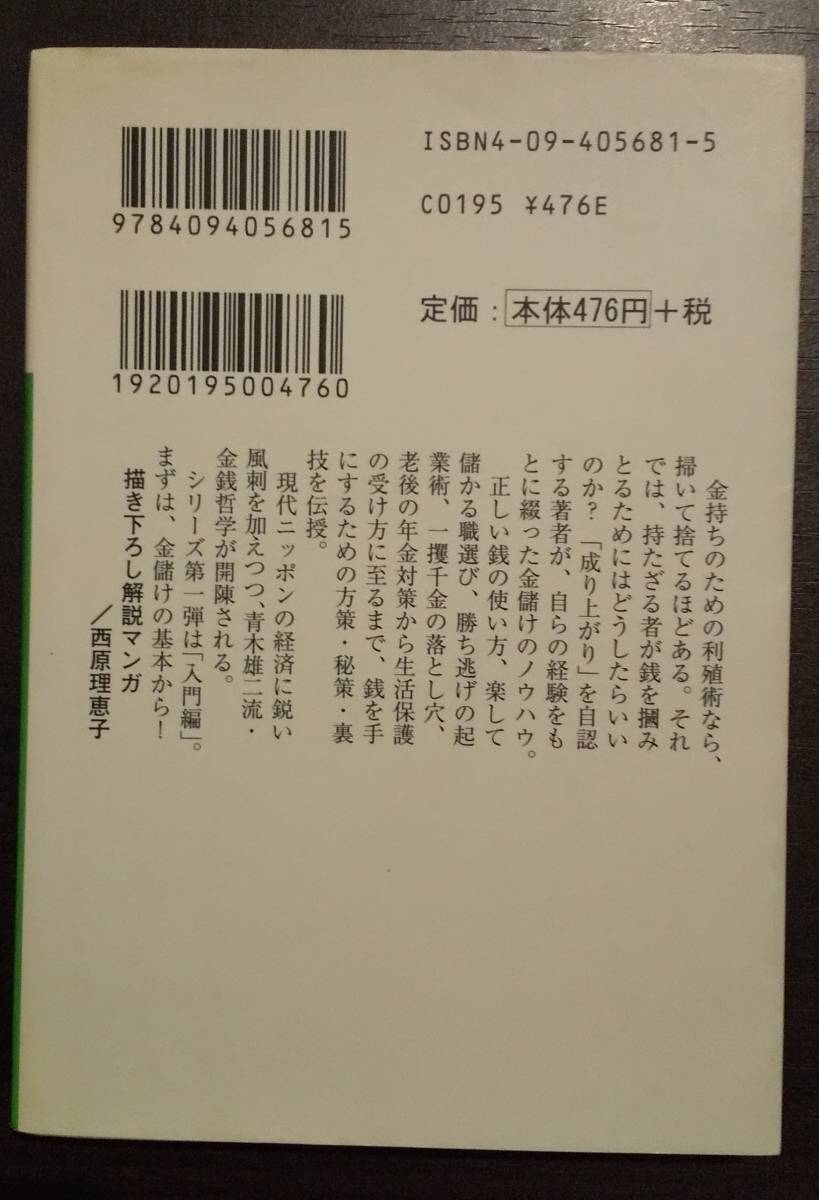 ISBN4-09-405681-5
9784094056815
C0195 ¥476E
定価：本体476円＋税
1920195004760
金持ちのための利殖術なら、
掃いて捨てるほどある。それ
では、持たざる者が銭を摑み
とるためにはどうしたらいい
のか？「成り上がり」を自認
する著者が、自らの経験をも
とに綴った金儲けのノウハウ。
正しい銭の使い方、楽して
儲かる職選び、勝ち逃げの起
業術、一攫千金の落とし穴、
老後の年金対策から生活保護
の受け方に至るまで、銭を手
にするための方策・秘策・裏
技を伝授。
現代ニッポンの経済に鋭い
風刺を加えつつ、青木雄二流・
金銭哲学が開陳される。
シリーズ第一弾は「入門編」。
まずは、金儲けの基本から！
描き下ろし解説マンガ
／西原理恵子